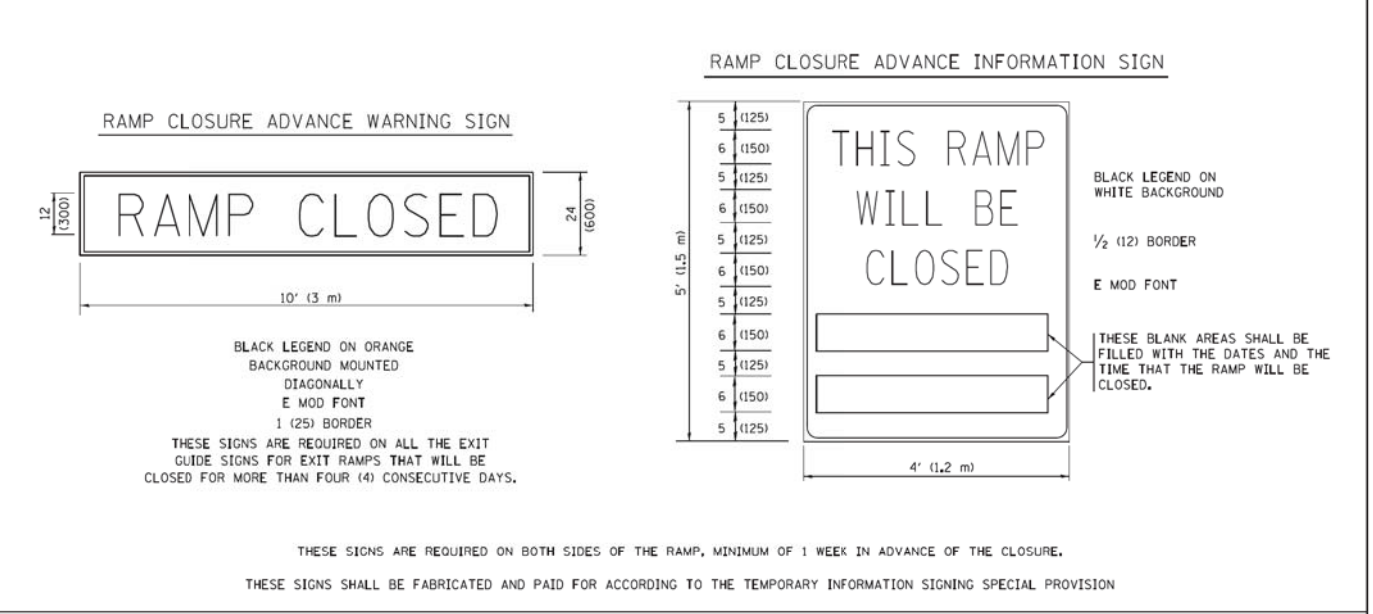 RAMP CLOSURE ADVANCE WARNING SIGN
RAMP CLOSED
12
(300)
24
(600)
10' (3 m)
BLACK LEGEND ON ORANGE
BACKGROUND MOUNTED
DIAGONALLY
E MOD FONT
1 (25) BORDER
THESE SIGNS ARE REQUIRED ON ALL THE EXIT
GUIDE SIGNS FOR EXIT RAMPS THAT WILL BE
CLOSED FOR MORE THAN FOUR (4) CONSECUTIVE DAYS.
RAMP CLOSURE ADVANCE INFORMATION SIGN
5' (1.5 m)
5 (125)
6 (150)
5 (125)
6 (150)
5 (125)
6 (150)
5 (125)
6 (150)
5 (125)
6 (150)
5 (125)
THIS RAMP
WILL BE
CLOSED
4' (1.2 m)
BLACK LEGEND ON
WHITE BACKGROUND
1/2 (12) BORDER
E MOD FONT
THESE BLANK AREAS SHALL BE
FILLED WITH THE DATES AND THE
TIME THAT THE RAMP WILL BE
CLOSED.
THESE SIGNS ARE REQUIRED ON BOTH SIDES OF THE RAMP, MINIMUM OF 1 WEEK IN ADVANCE OF THE CLOSURE.
THESE SIGNS SHALL BE FABRICATED AND PAID FOR ACCORDING TO THE TEMPORARY INFORMATION SIGNING SPECIAL PROVISION